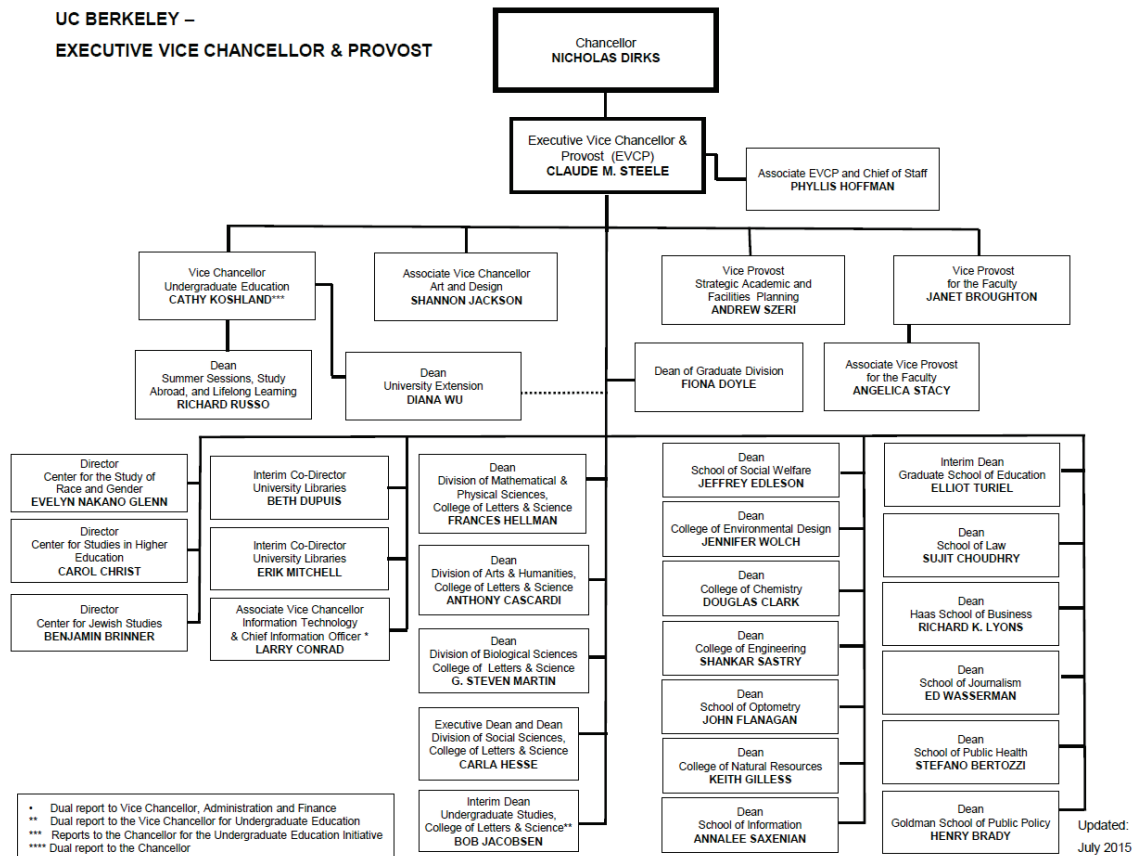 UC BERKELEY –
EXECUTIVE VICE CHANCELLOR & PROVOST
Chancellor
NICHOLAS DIRKS
Executive Vice Chancellor &
Provost (EVCP)
CLAUDE M. STEELE
Associate EVCP and Chief of Staff
PHYLLIS HOFFMAN
Vice Chancellor
Undergraduate Education
CATHY KOSHLAND***
Associate Vice Chancellor
Art and Design
SHANNON JACKSON
Vice Provost
Strategic Academic and
Facilities Planning
ANDREW SZERI
Vice Provost
for the Faculty
JANET BROUGHTON
Dean
Summer Sessions, Study
Abroad, and Lifelong Learning
RICHARD RUSSO
Dean
University Extension
DIANA WU
Dean of Graduate Division
FIONA DOYLE
Associate Vice Provost
for the Faculty
ANGELICA STACY
Director
Center for the Study of
Race and Gender
EVELYN NAKANO GLENN
Director
Center for Studies in Higher
Education
CAROL CHRIST
Director
Center for Jewish Studies
BENJAMIN BRINNER
Interim Co-Director
University Libraries
BETH DUPUIS
Interim Co-Director
University Libraries
ERIK MITCHELL
Associate Vice Chancellor
Information Technology
& Chief Information Officer *
LARRY CONRAD
Dean
Division of Mathematical &
Physical Sciences,
College of Letters & Science
FRANCES HELLMAN
Dean
Division of Arts & Humanities,
College of Letters & Science
ANTHONY CASCARDI
Dean
Division of Biological Sciences
College of Letters & Science
G. STEVEN MARTIN
Executive Dean and Dean
Division of Social Sciences,
College of Letters & Science
CARLA HESSE
Interim Dean
Undergraduate Studies,
College of Letters & Science**
BOB JACOBSEN
Dean
School of Social Welfare
JEFFREY EDLESON
Dean
College of Environmental Design
JENNIFER WOLCH
Dean
College of Chemistry
DOUGLAS CLARK
Dean
College of Engineering
SHANKAR SASTRY
Dean
School of Optometry
JOHN FLANAGAN
Dean
College of Natural Resources
KEITH GILLESS
Dean
School of Information
ANNALEE SAXENIAN
Interim Dean
Graduate School of Education
ELLIOT TURIEL
Dean
School of Law
SUJIT CHOUDHRY
Dean
Haas School of Business
RICHARD K. LYONS
Dean
School of Journalism
ED WASSERMAN
Dean
School of Public Health
STEFANO BERTOZZI
Dean
Goldman School of Public Policy
HENRY BRADY
• Dual report to Vice Chancellor, Administration and Finance
** Dual report to the Vice Chancellor for Undergraduate Education
*** Reports to the Chancellor for the Undergraduate Education Initiative
**** Dual report to the Chancellor
Updated:
July 2015